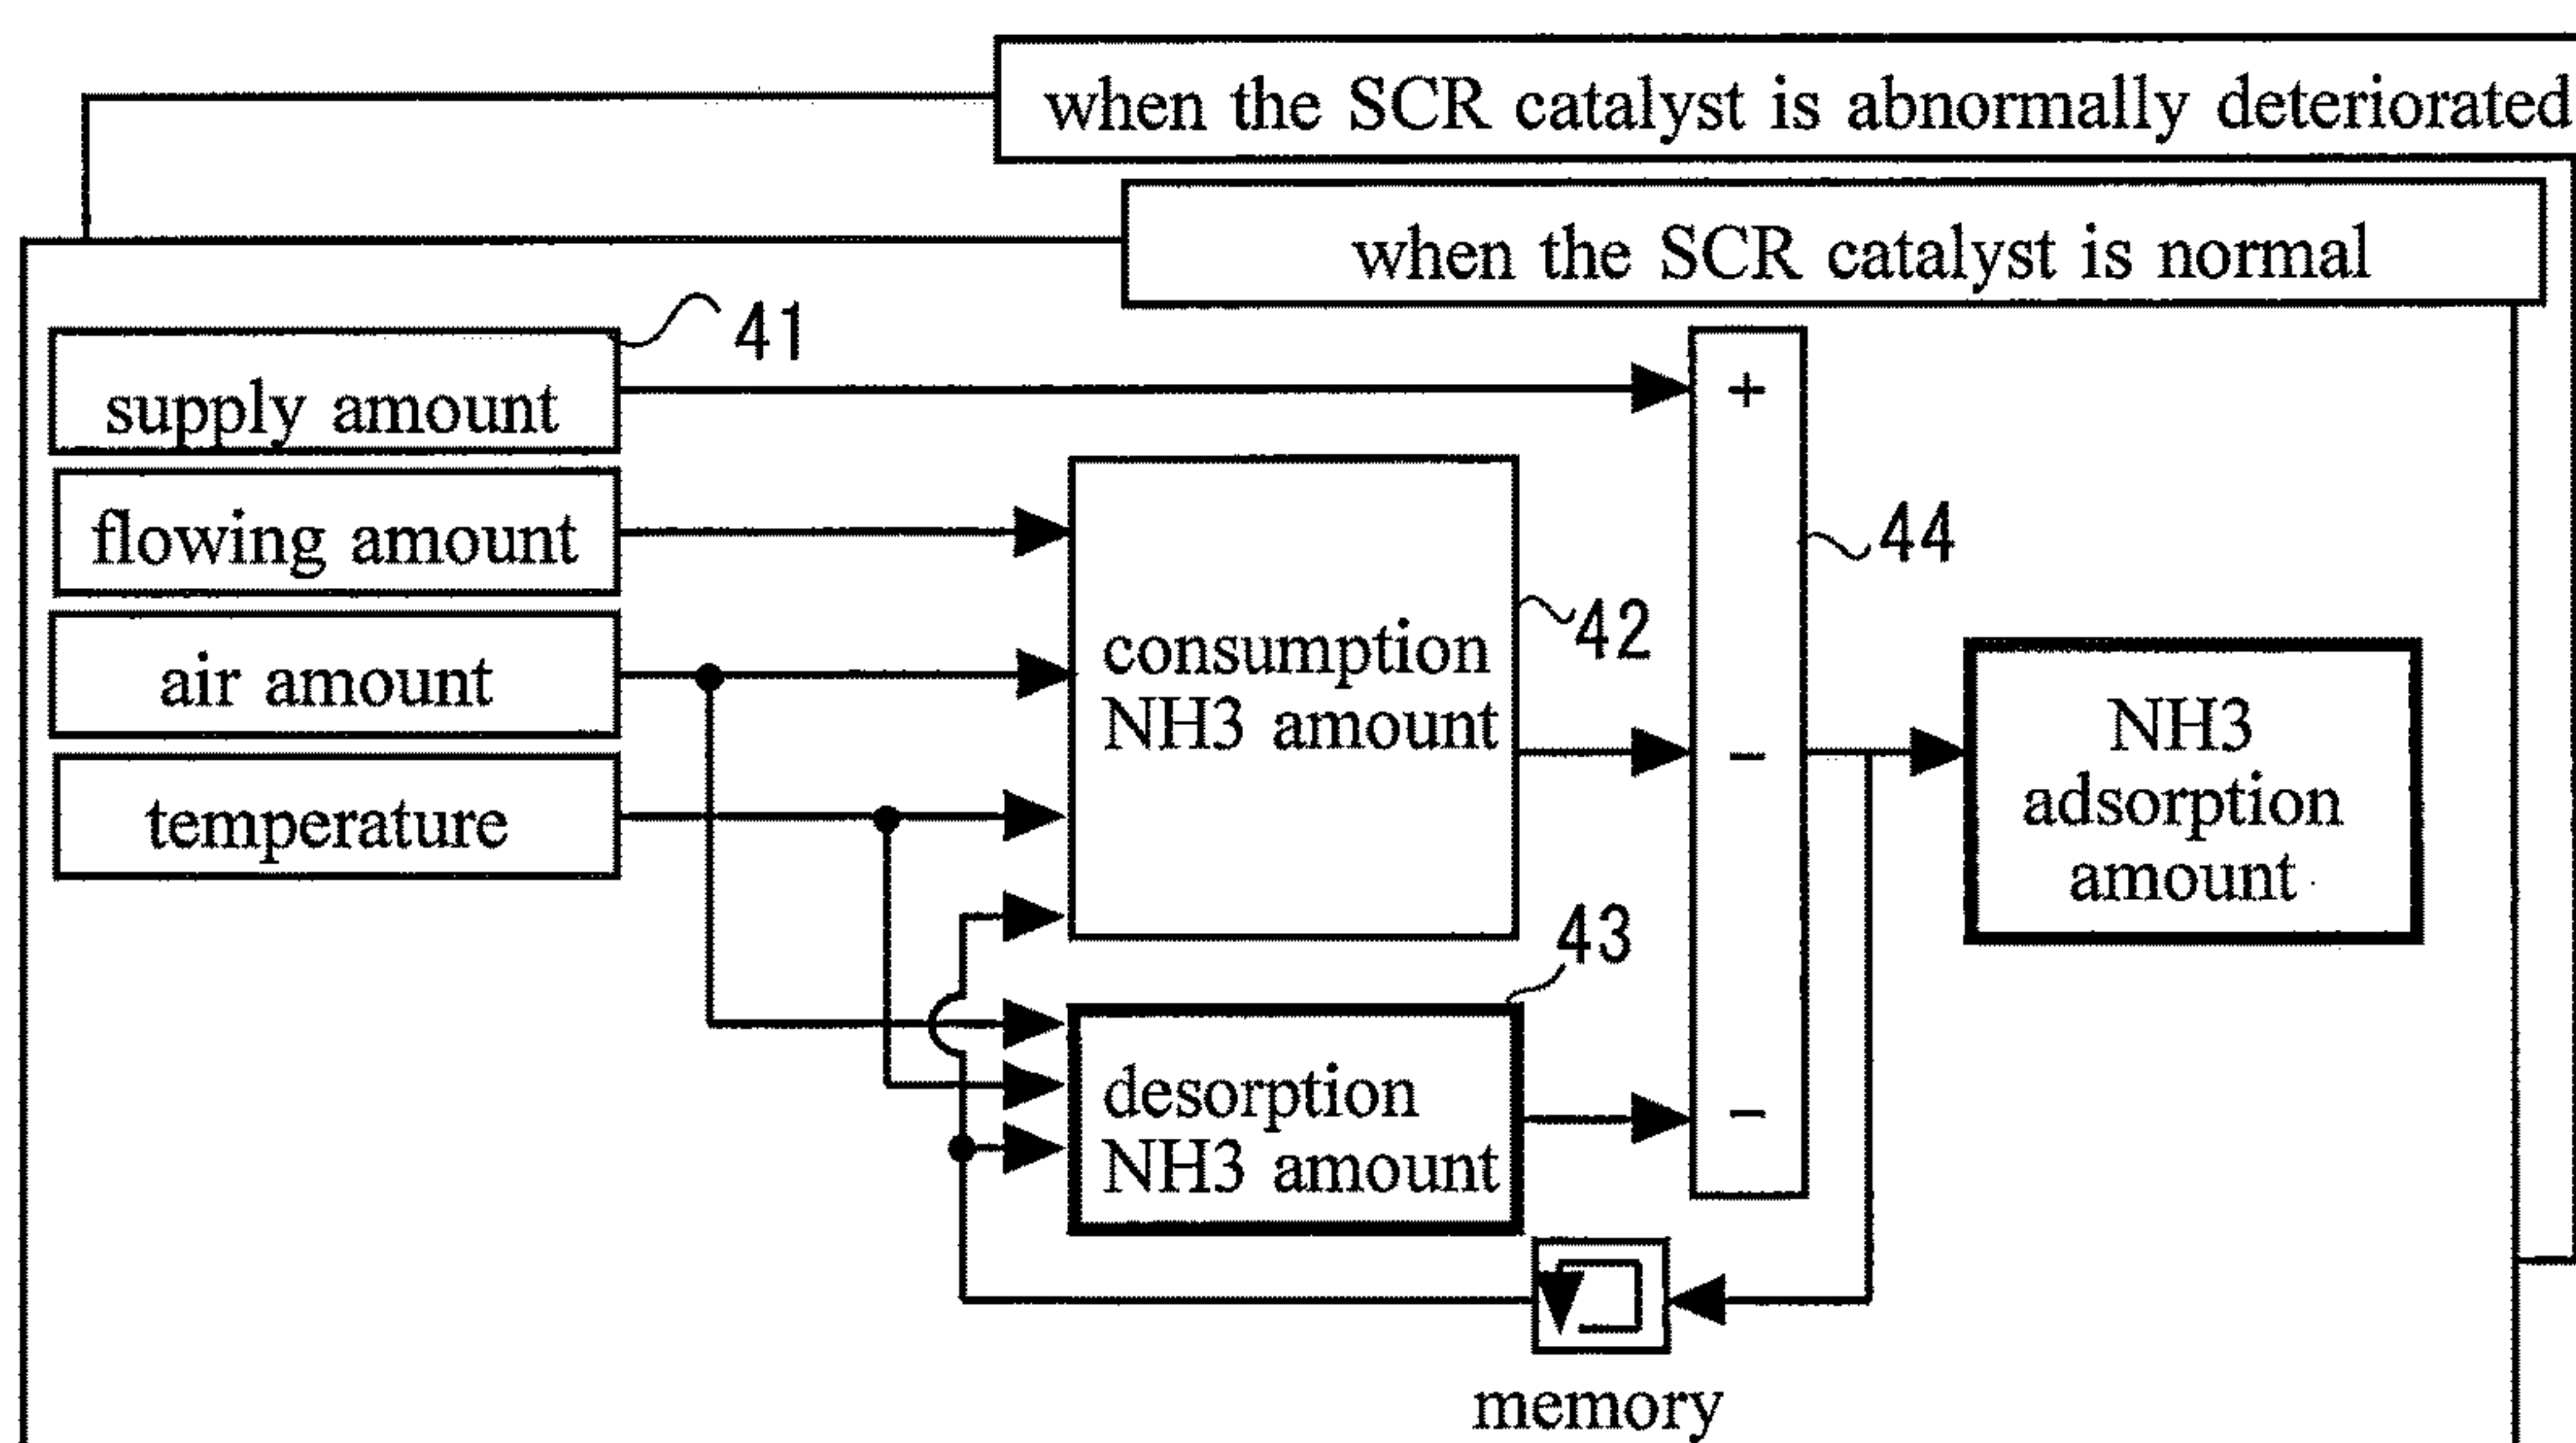 when the SCR catalyst is abnormally deteriorated
when the SCR catalyst is normal
41
supply amount
+
flowing amount
44
42
consumption
NH3 amount
air amount
NH3
adsorption
amount
−
temperature
43
desorption
NH3 amount
−
memory